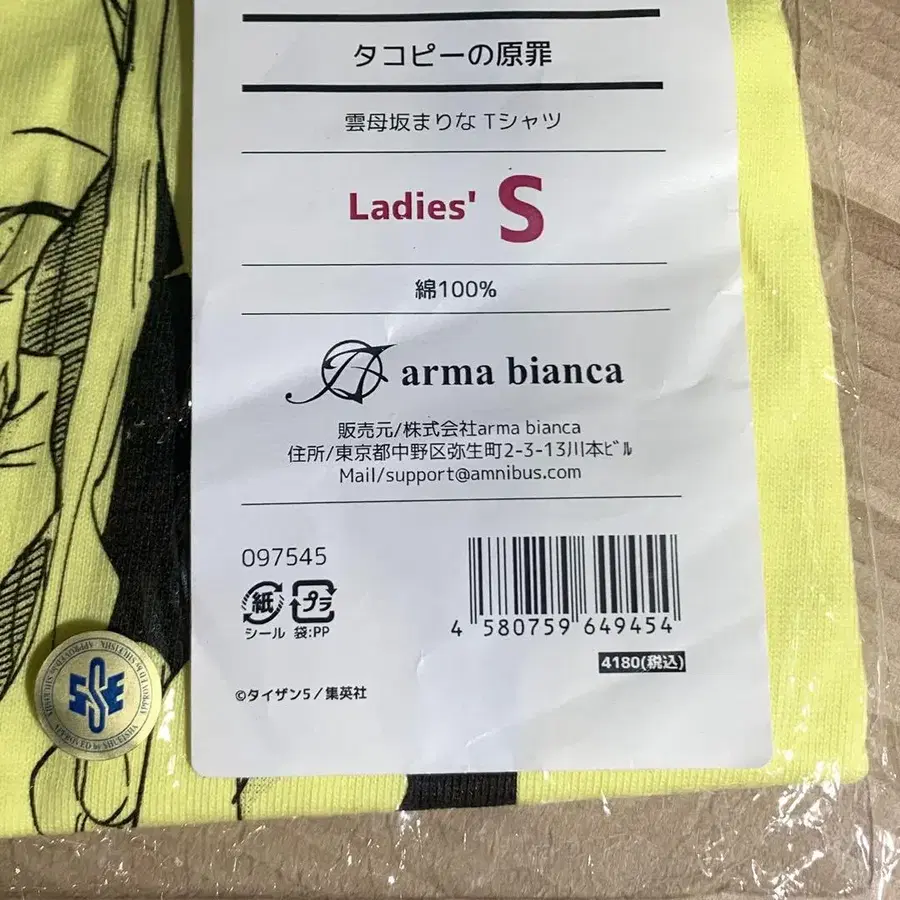 タコピーの原罪
雲母坂まりな Tシャツ
Ladies' S
綿100%
arma bianca
販売元/株式会社arma bianca
住所/東京都中野区弥生町2-3-13川本ビル
Mail/support@amnibus.com
097545
紙 プラ
シール 袋:PP
4 580759 649454
4180(税込)
©タイザン5/集英社
SSE
APPROVED by SHUEISHA